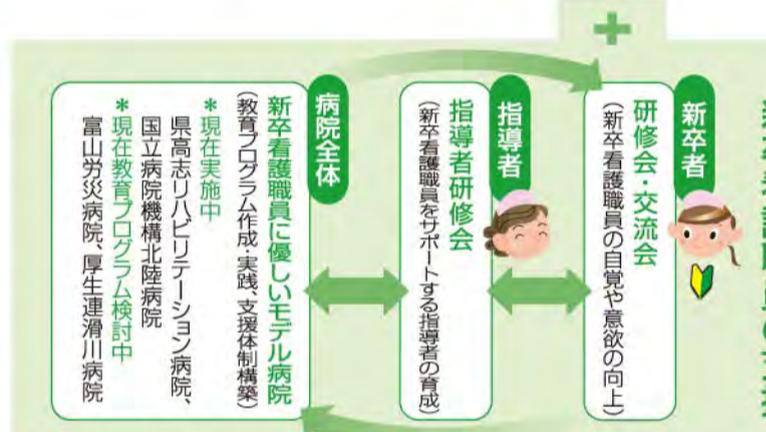 新卒者
研修会・交流会
(新卒看護職員の自覚や意欲の向上)
指導者
指導者研修会
(新卒看護職員をサポートする指導者の育成)
病院全体
新卒看護職員に優しいモデル病院
(教育プログラム作成・実践、支援体制構築)
＊現在実施中
県高志リハビリテーション病院、
国立病院機構北陸病院
＊現在教育プログラム検討中
富山労災病院、厚生連滑川病院